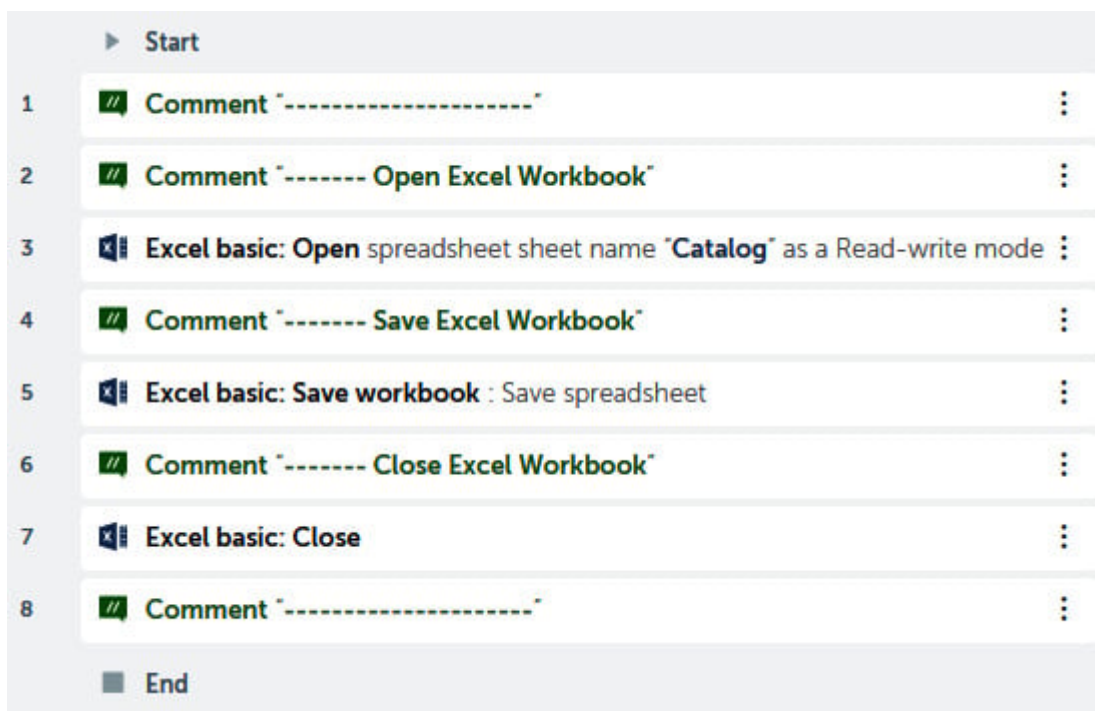 Start
1 Comment "---------------------"
2 Comment "------- Open Excel Workbook"
3 Excel basic: Open spreadsheet sheet name "Catalog" as a Read-write mode
4 Comment "------- Save Excel Workbook"
5 Excel basic: Save workbook : Save spreadsheet
6 Comment "------- Close Excel Workbook"
7 Excel basic: Close
8 Comment "---------------------"
End